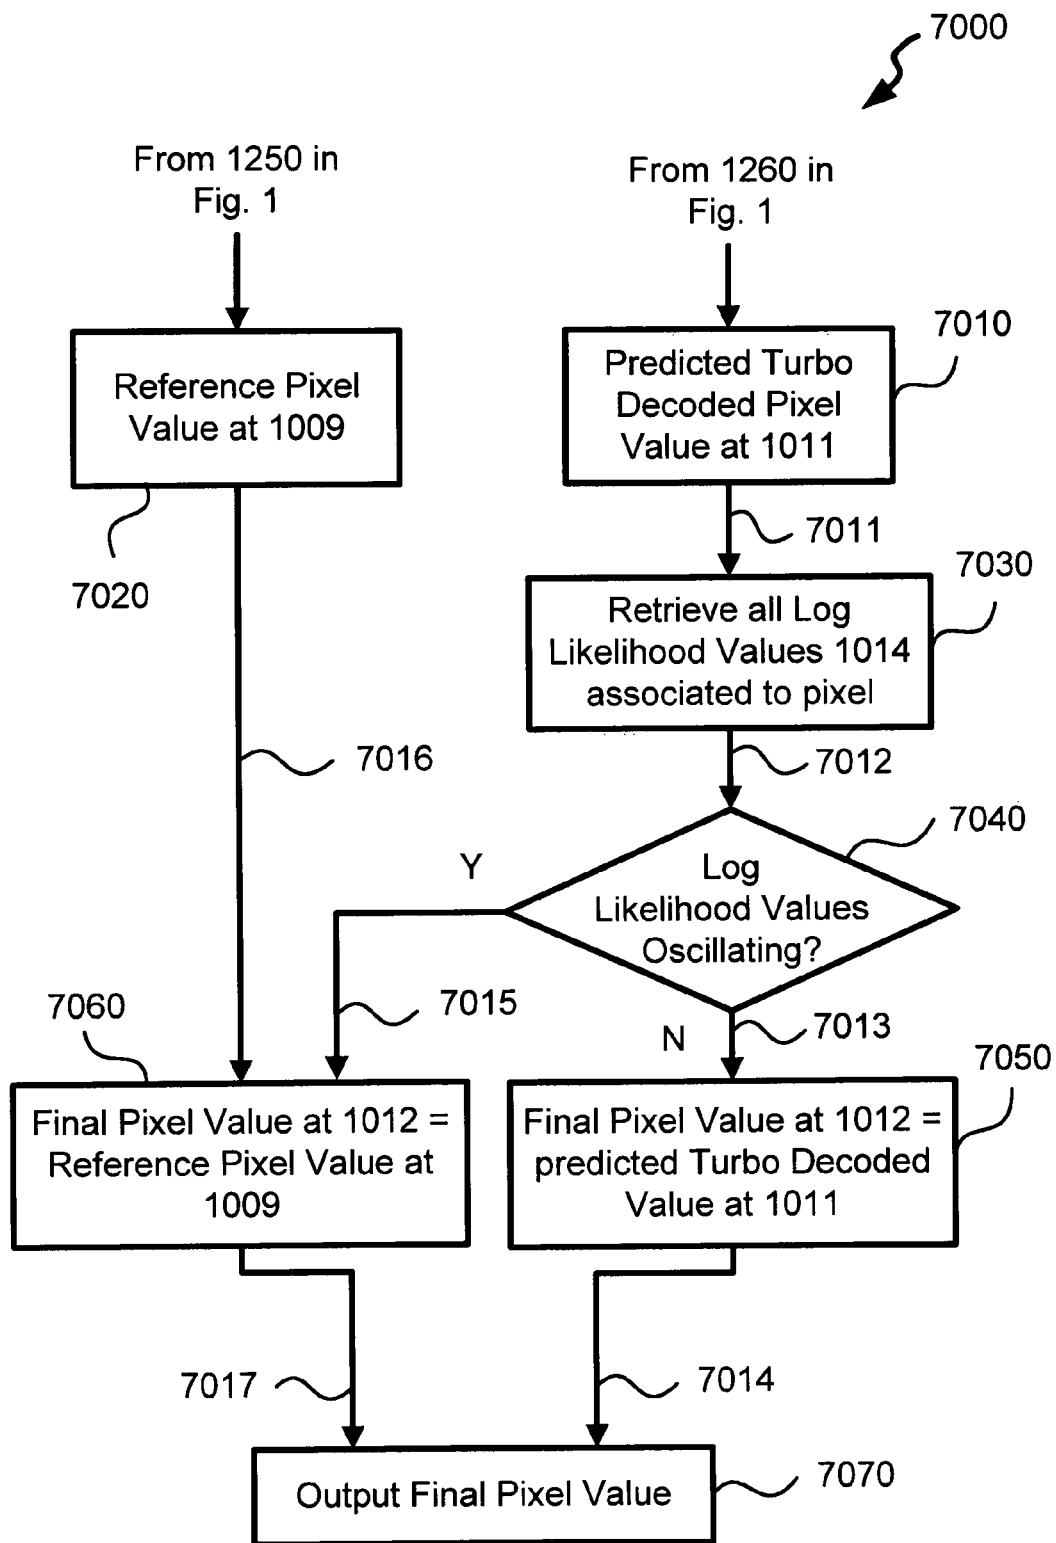 7000
From 1250 in
Fig. 1
From 1260 in
Fig. 1
7010
Reference Pixel
Value at 1009
Predicted Turbo
Decoded Pixel
Value at 1011
7020
7011
7030
Retrieve all Log
Likelihood Values 1014
associated to pixel
7016
7012
7040
Y
Log
Likelihood Values
Oscillating?
7060
7015
N
7013
7050
Final Pixel Value at 1012 =
Reference Pixel Value at
1009
Final Pixel Value at 1012 =
predicted Turbo Decoded
Value at 1011
7017
7014
Output Final Pixel Value
7070